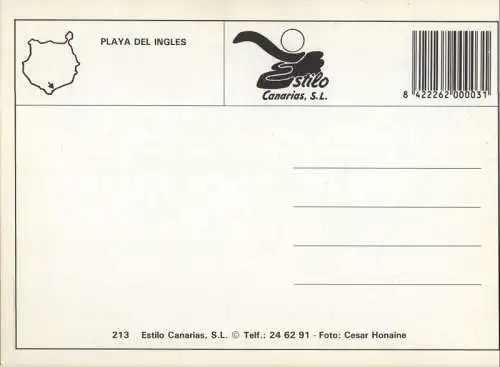 PLAYA DEL INGLES
Estilo
Canarias, S.L.
8 422262 000031
213 Estilo Canarias, S.L. © Telf.: 24 62 91 - Foto: Cesar Honaine